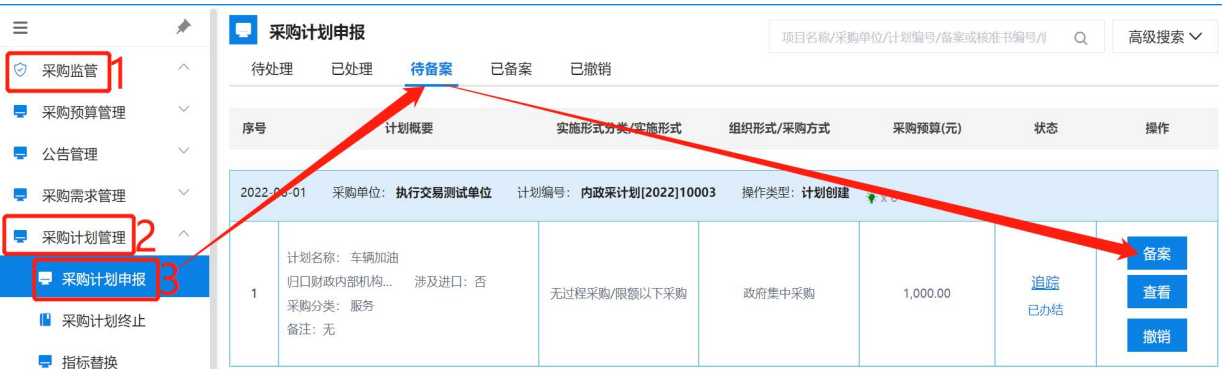 采购计划申报
项目名称/采购单位/计划编号/备案或核准书编号/
高级搜索
采购监管 1
待处理 已处理 待备案 已备案 已撤销
采购预算管理
序号 计划概要 实施形式分类/实施形式 组织形式/采购方式 采购预算(元) 状态 操作
公告管理
采购需求管理
采购单位: 执行交易测试单位 计划编号: 内政采计划[2022]10003 操作类型: 计划创建
采购计划管理 2
采购计划申报 3
采购计划终止
指标替换
1
计划名称: 车辆加油
归口财政内部机构... 涉及进口: 否
采购分类: 服务
备注: 无
无过程采购/限额以下采购
政府集中采购
1,000.00
追踪
已办结
备案
查看
撤销